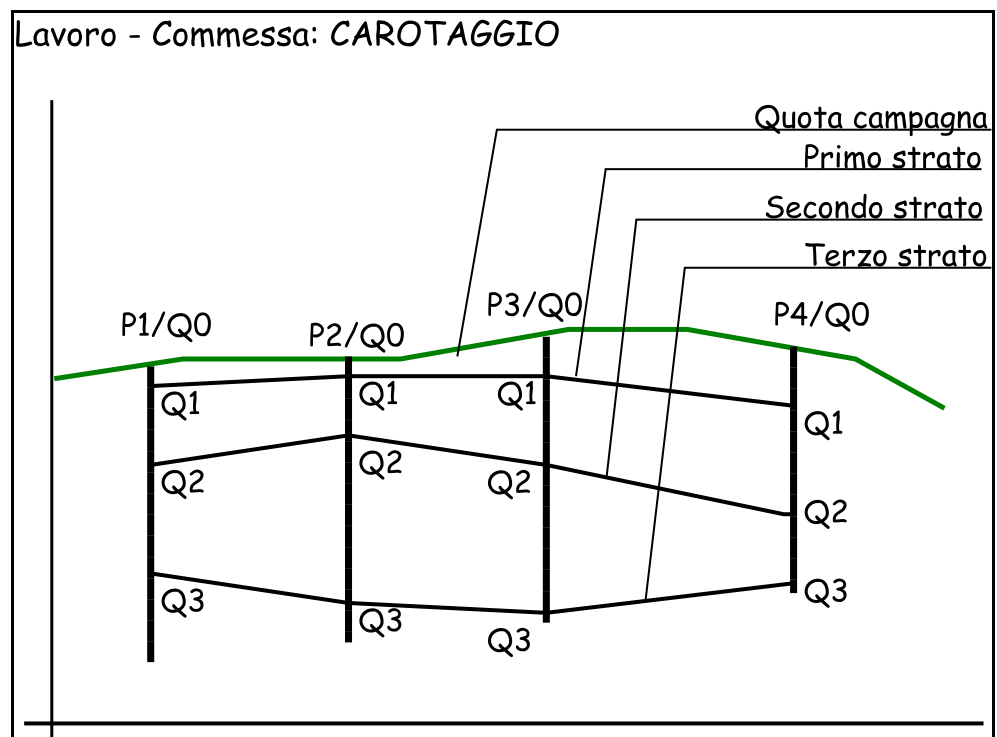 Lavoro - Commessa: CAROTAGGIO
Quota campagna
Primo strato
Secondo strato
Terzo strato
P1/Q0
P2/Q0
P3/Q0
P4/Q0
Q1
Q1
Q1
Q1
Q2
Q2
Q2
Q2
Q3
Q3
Q3
Q3